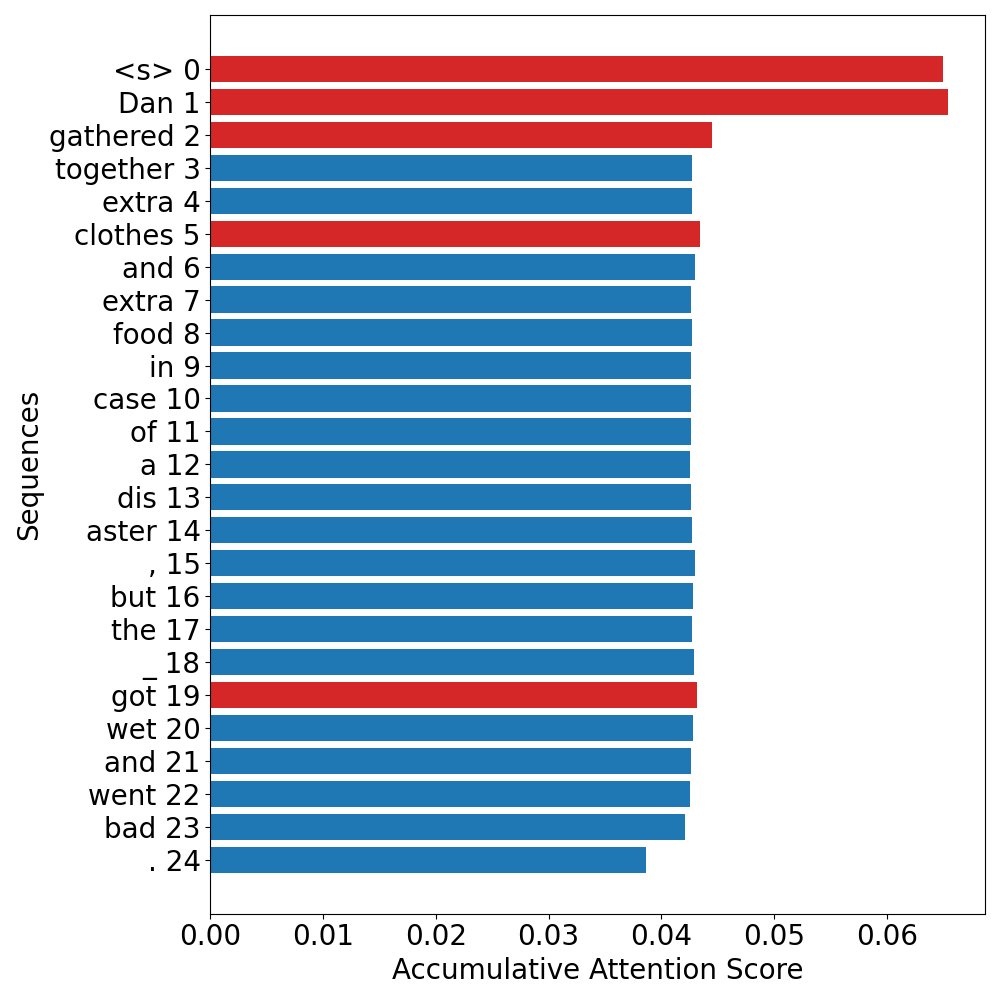 <s> 0
Dan 1
gathered 2
together 3
extra 4
clothes 5
and 6
extra 7
food 8
in 9
case 10
of 11
a 12
dis 13
aster 14
, 15
but 16
the 17
_ 18
got 19
wet 20
and 21
went 22
bad 23
. 24
Sequences
0.00 0.01 0.02 0.03 0.04 0.05 0.06
Accumulative Attention Score